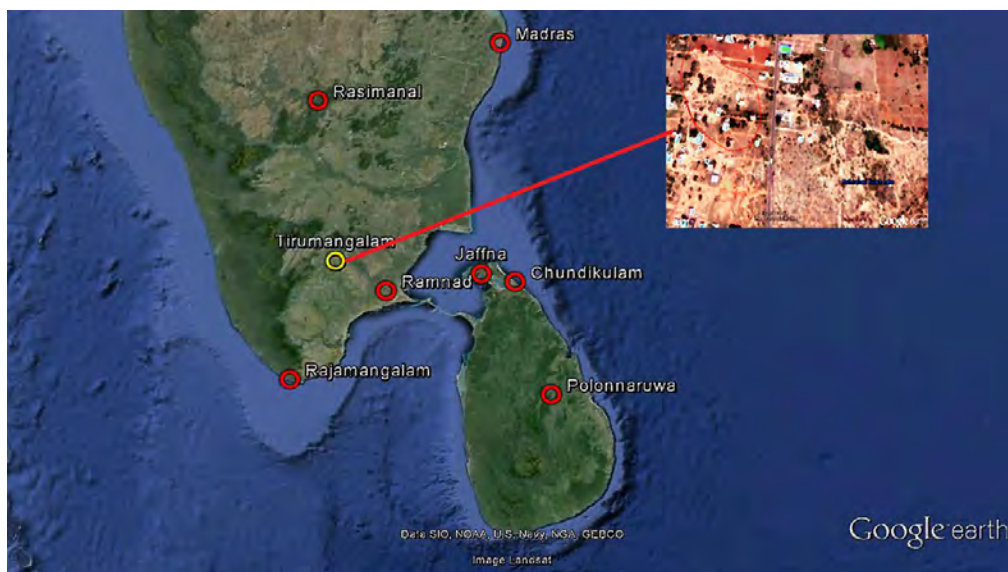 Madras
Rasimanal
Tirumangalam
Jaffna
Chundikulam
Ramnad
Rajamangalam
Polonnaruwa
Data SIO, NOAA, U.S. Navy, NGA, GEBCO
Image Landsat
Google earth